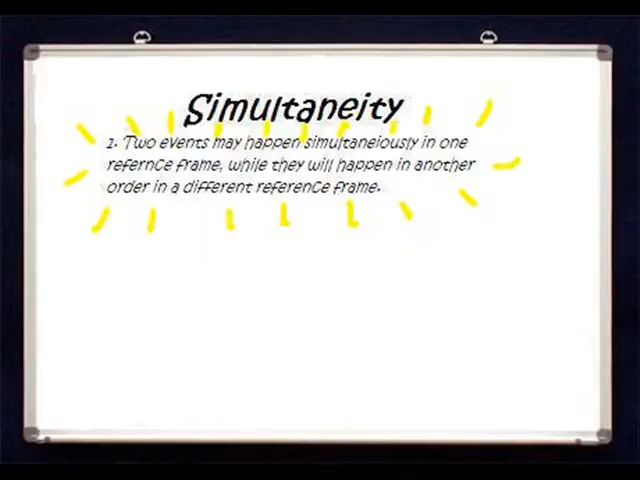 Simultaneity
1. Two events may happen simultaneiously in one
refernce frame, while they will happen in another
order in a different reference frame.